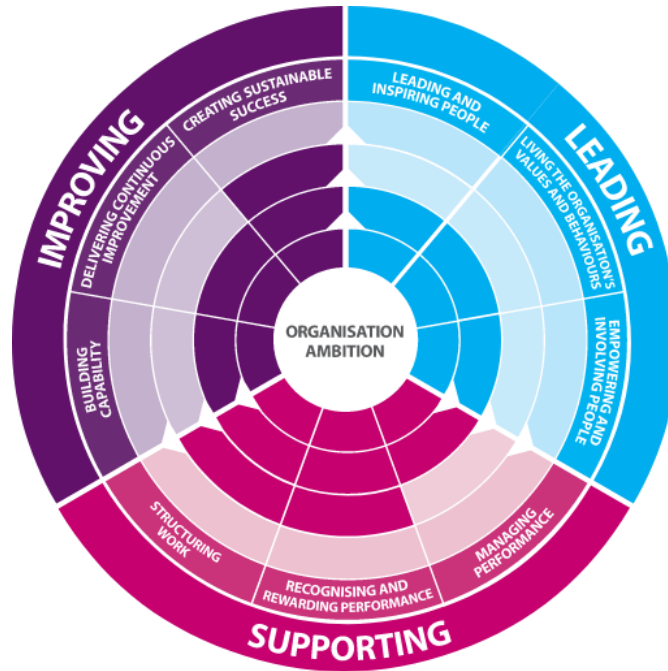 IMPROVING
CREATING SUSTAINABLE
SUCCESS
DELIVERING CONTINUOUS
IMPROVEMENT
BUILDING
CAPABILITY
LEADING
LEADING AND
INSPIRING PEOPLE
LIVING THE ORGANISATION'S
VALUES AND BEHAVIOURS
EMPOWERING AND
INVOLVING PEOPLE
ORGANISATION
AMBITION
STRUCTURING
WORK
RECOGNISING AND
REWARDING PERFORMANCE
MANAGING
PERFORMANCE
SUPPORTING